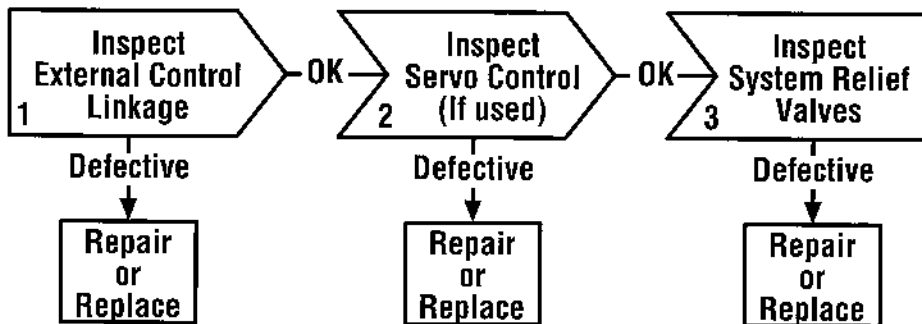 Inspect
External Control
Linkage
1
OK
Inspect
Servo Control
(If used)
2
OK
Inspect
System Relief
Valves
3
Defective
Defective
Defective
Repair
or
Replace
Repair
or
Replace
Repair
or
Replace